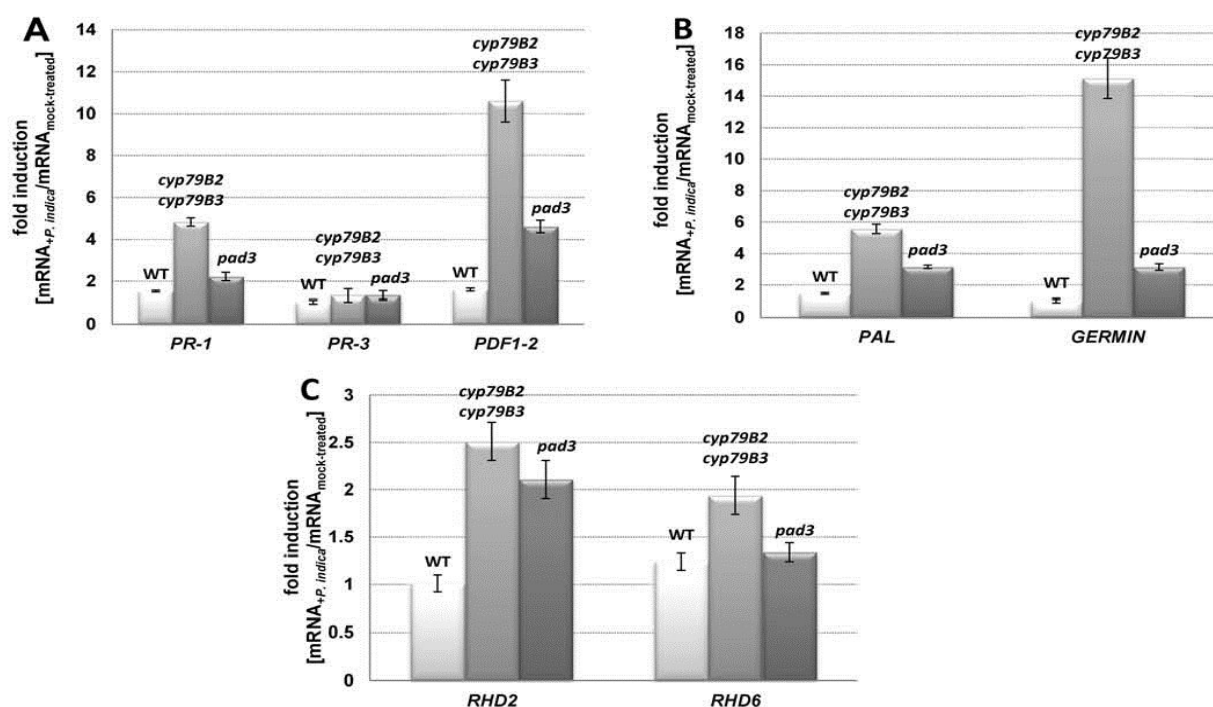 A
fold induction
[mRNA+P. indica/mRNAmock-treated]
14
12
10
8
6
4
2
0
WT
cyp79B2
cyp79B3
pad3
WT
cyp79B2
cyp79B3
pad3
WT
cyp79B2
cyp79B3
pad3
PR-1
PR-3
PDF1-2
B
fold induction
[mRNA+P. indica/mRNAmock-treated]
18
16
14
12
10
8
6
4
2
0
WT
cyp79B2
cyp79B3
pad3
WT
cyp79B2
cyp79B3
pad3
PAL
GERMIN
C
fold induction
[mRNA+P. indica/mRNAmock-treated]
3
2.5
2
1.5
1
0.5
0
WT
cyp79B2
cyp79B3
pad3
WT
cyp79B2
cyp79B3
pad3
RHD2
RHD6